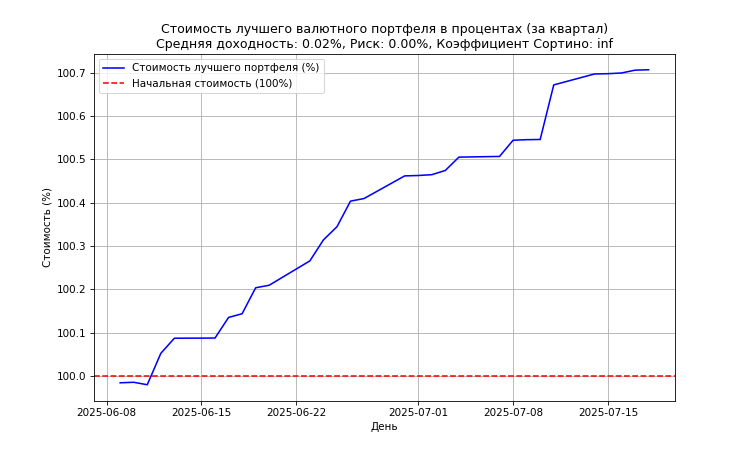 Стоимость лучшего валютного портфеля в процентах (за квартал)
Средняя доходность: 0.02%, Риск: 0.00%, Коэффициент Сортино: inf
Стоимость лучшего портфеля (%)
Начальная стоимость (100%)
Стоимость (%)
100.7
100.6
100.5
100.4
100.3
100.2
100.1
100.0
2025-06-08
2025-06-15
2025-06-22
2025-07-01
2025-07-08
2025-07-15
День